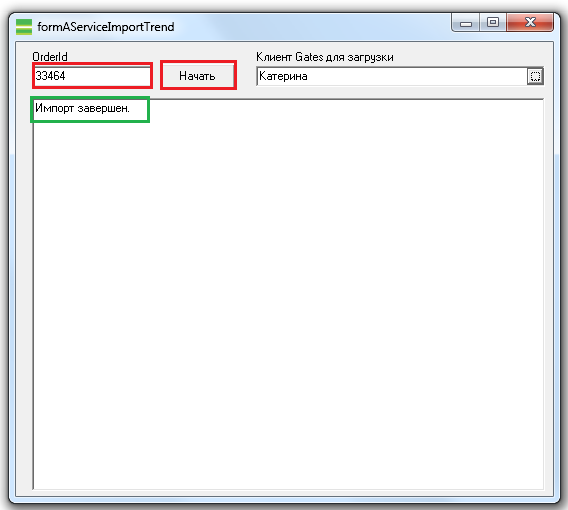 formAServiceImportTrend
OrderId
Клиент Gates для загрузки
33464
Начать
Катерина
Импорт завершен.